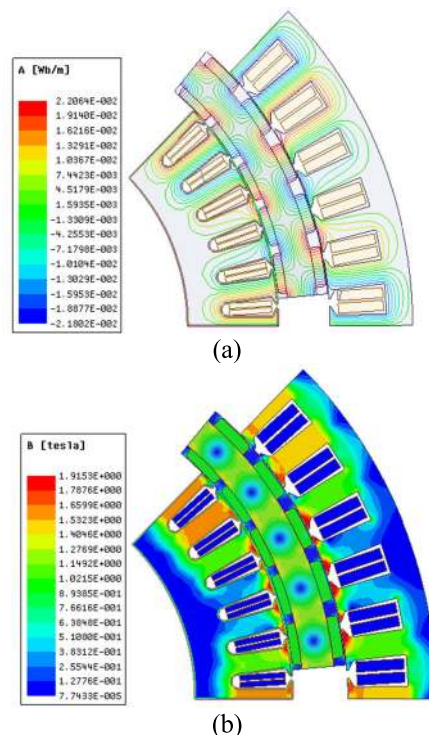 A [Wb/m]
2.2064E-002
1.9140E-002
1.6216E-002
1.3291E-002
1.0367E-002
7.4423E-003
4.5179E-003
1.5935E-003
-1.3309E-003
-4.2553E-003
-7.1798E-003
-1.0104E-002
-1.3029E-002
-1.5953E-002
-1.8877E-002
-2.1802E-002
(a)
B [tesla]
1.9153E+000
1.7876E+000
1.6599E+000
1.5323E+000
1.4046E+000
1.2769E+000
1.1492E+000
1.0215E+000
8.9385E-001
7.6616E-001
6.3848E-001
5.1080E-001
3.8312E-001
2.5544E-001
1.2776E-001
7.7433E-005
(b)